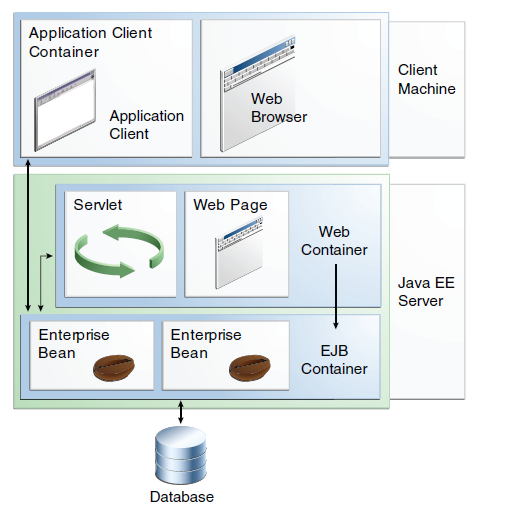 Application Client
Container
Application
Client
Web
Browser
Client
Machine
Servlet
Web Page
Web
Container
Java EE
Server
Enterprise
Bean
Enterprise
Bean
EJB
Container
Database